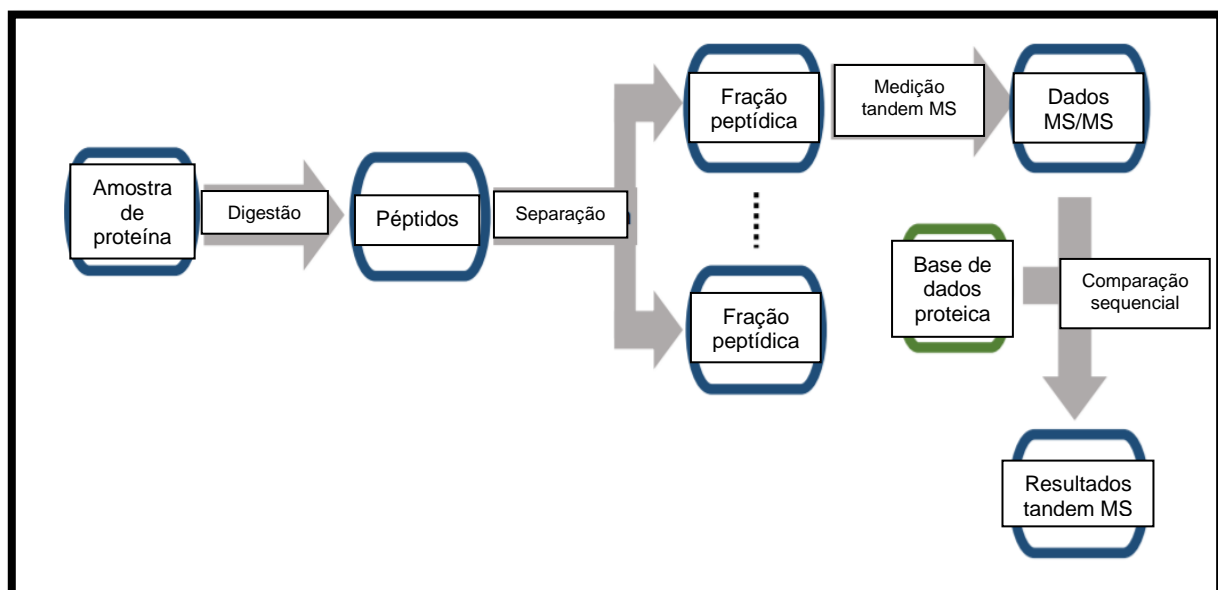 Amostra
de
proteína
Digestão
Péptidos
Separação
Fração
peptídica
Fração
peptídica
Medição
tandem MS
Dados
MS/MS
Base de
dados
proteica
Comparação
sequencial
Resultados
tandem MS